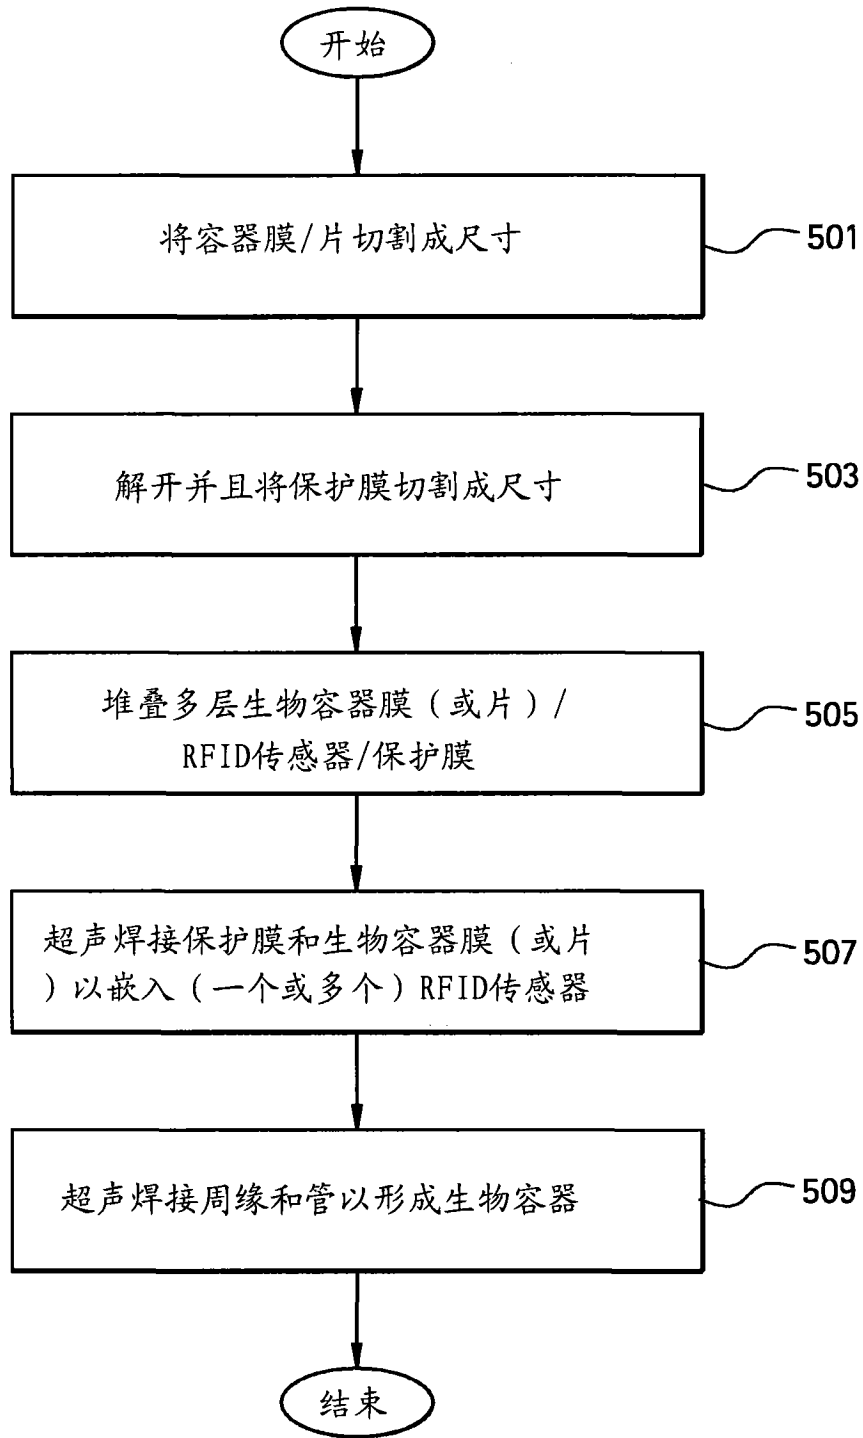 开始
将容器膜/片切割成尺寸
501
解开并且将保护膜切割成尺寸
503
堆叠多层生物容器膜（或片）/
RFID传感器/保护膜
505
超声焊接保护膜和生物容器膜（或片
）以嵌入（一个或多个）RFID传感器
507
超声焊接周缘和管以形成生物容器
509
结束